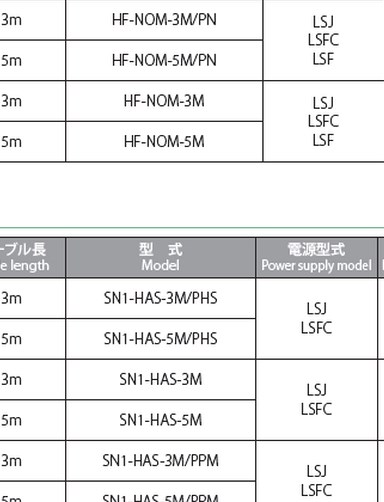 3m HF-NOM-3M/PN LSJ
LSFC
5m HF-NOM-5M/PN LSF
3m HF-NOM-3M LSJ
LSFC
5m HF-NOM-5M LSF
ーブル長 型 式 電源型式
e length Model Power supply model
3m SN1-HAS-3M/PHS LSJ
5m SN1-HAS-5M/PHS LSFC
3m SN1-HAS-3M LSJ
5m SN1-HAS-5M LSFC
3m SN1-HAS-3M/PPM LSJ
5m SN1-HAS-5M/PPM LSFC